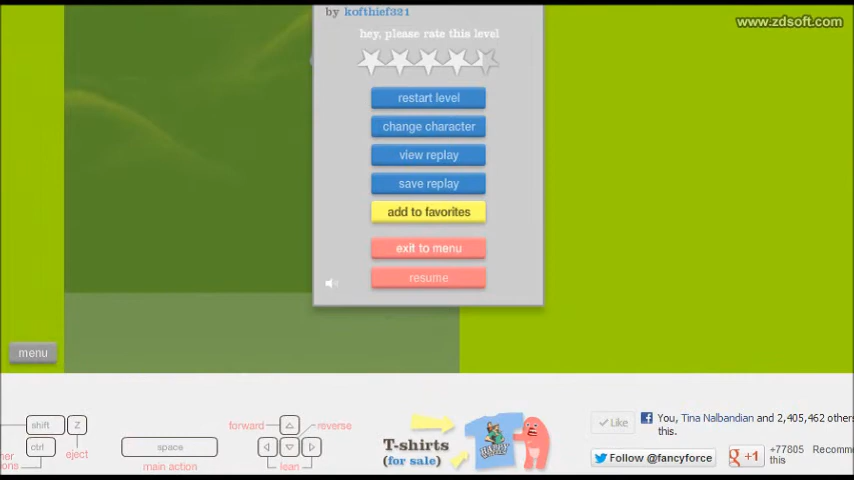 www.zdsoft.com
by kofthief321
hey, please rate this level
restart level
change character
view replay
save replay
add to favorites
exit to menu
resume
menu
shift
Z
ctrl
eject
space
main action
forward
reverse
lean
T-shirts
(for sale)
Like
You, Tina Nalbandian and 2,405,462 others
this.
Follow @fancyforce
g +1
+77805 Recomm
this